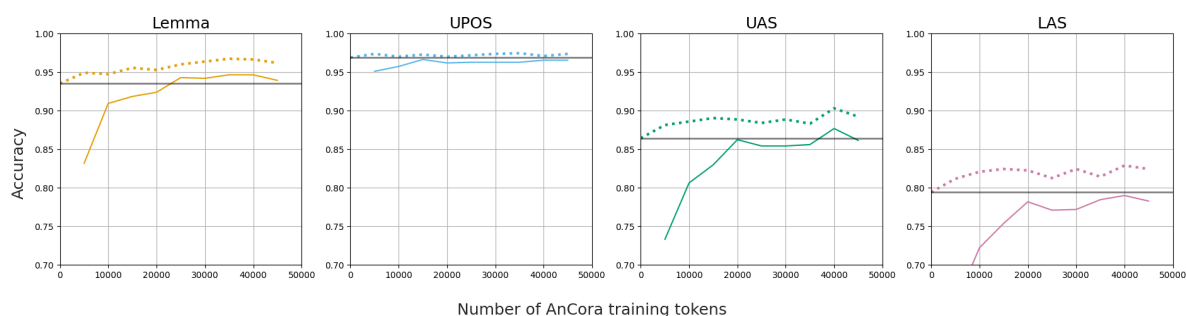 Lemma UPOS UAS LAS
1.00 1.00 1.00 1.00
0.95 0.95 0.95 0.95
0.90 0.90 0.90 0.90
0.85 0.85 0.85 0.85
0.80 0.80 0.80 0.80
0.75 0.75 0.75 0.75
0.70 0.70 0.70 0.70
Accuracy
0 10000 20000 30000 40000 50000 0 10000 20000 30000 40000 50000 0 10000 20000 30000 40000 50000 0 10000 20000 30000 40000 50000
Number of AnCora training tokens